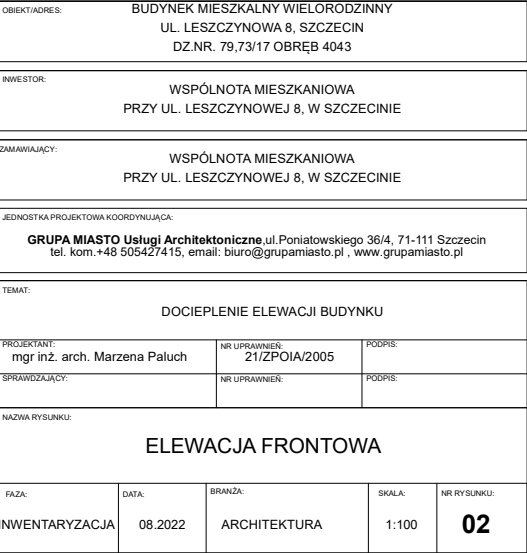 OBIEKT/ADRES: BUDYNEK MIESZKALNY WIELORODZINNY
UL. LESZCZYNOWA 8, SZCZECIN
DZ.NR. 79,73/17 OBRĘB 4043
INWESTOR:
WSPÓLNOTA MIESZKANIOWA
PRZY UL. LESZCZYNOWEJ 8, W SZCZECINIE
ZAMAWIAJĄCY:
WSPÓLNOTA MIESZKANIOWA
PRZY UL. LESZCZYNOWEJ 8, W SZCZECINIE
JEDNOSTKA PROJEKTOWA KOORDYNUJĄCA:
GRUPA MIASTO Usługi Architektoniczne,ul.Poniatowskiego 36/4, 71-111 Szczecin
tel. kom.+48 505427415, email: biuro@grupamiasto.pl , www.grupamiasto.pl
TEMAT:
DOCIEPLENIE ELEWACJI BUDYNKU
PROJEKTANT: NR UPRAWNIEŃ: PODPIS:
mgr inż. arch. Marzena Paluch 21/ZPOIA/2005
SPRAWDZAJĄCY: NR UPRAWNIEŃ: PODPIS:
NAZWA RYSUNKU:
ELEWACJA FRONTOWA
FAZA: DATA: BRANŻA: SKALA: NR RYSUNKU:
INWENTARYZACJA 08.2022 ARCHITEKTURA 1:100 02